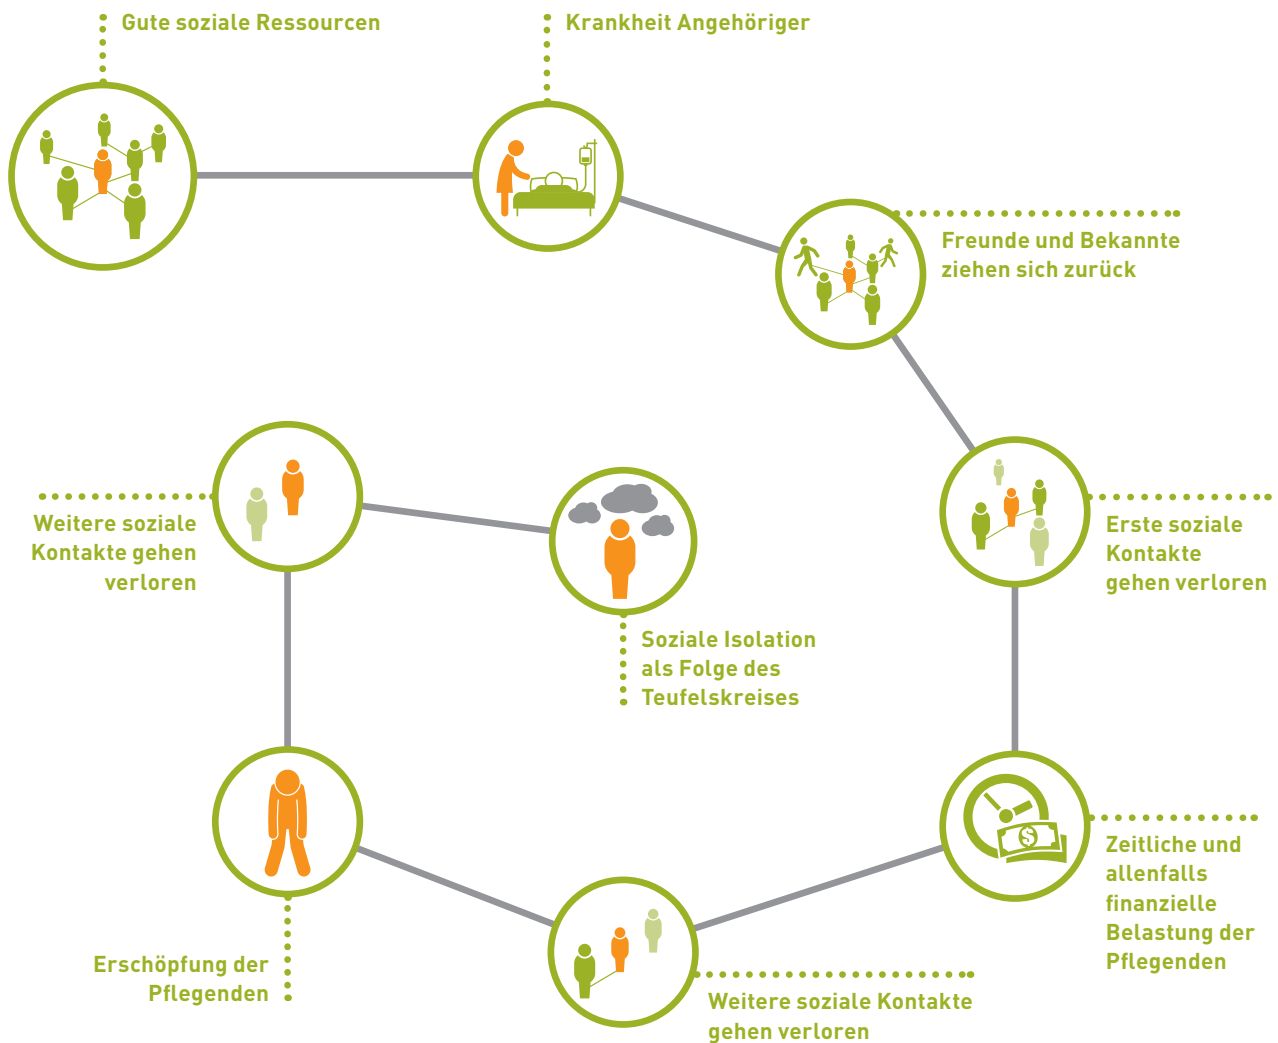 Gute soziale Ressourcen
Krankheit Angehöriger
Freunde und Bekannte
ziehen sich zurück
Erste soziale
Kontakte
gehen verloren
Zeitliche und
allenfalls
finanzielle
Belastung der
Pflegenden
Weitere soziale Kontakte
gehen verloren
Erschöpfung der
Pflegenden
Weitere soziale
Kontakte gehen
verloren
Soziale Isolation
als Folge des
Teufelskreises
$